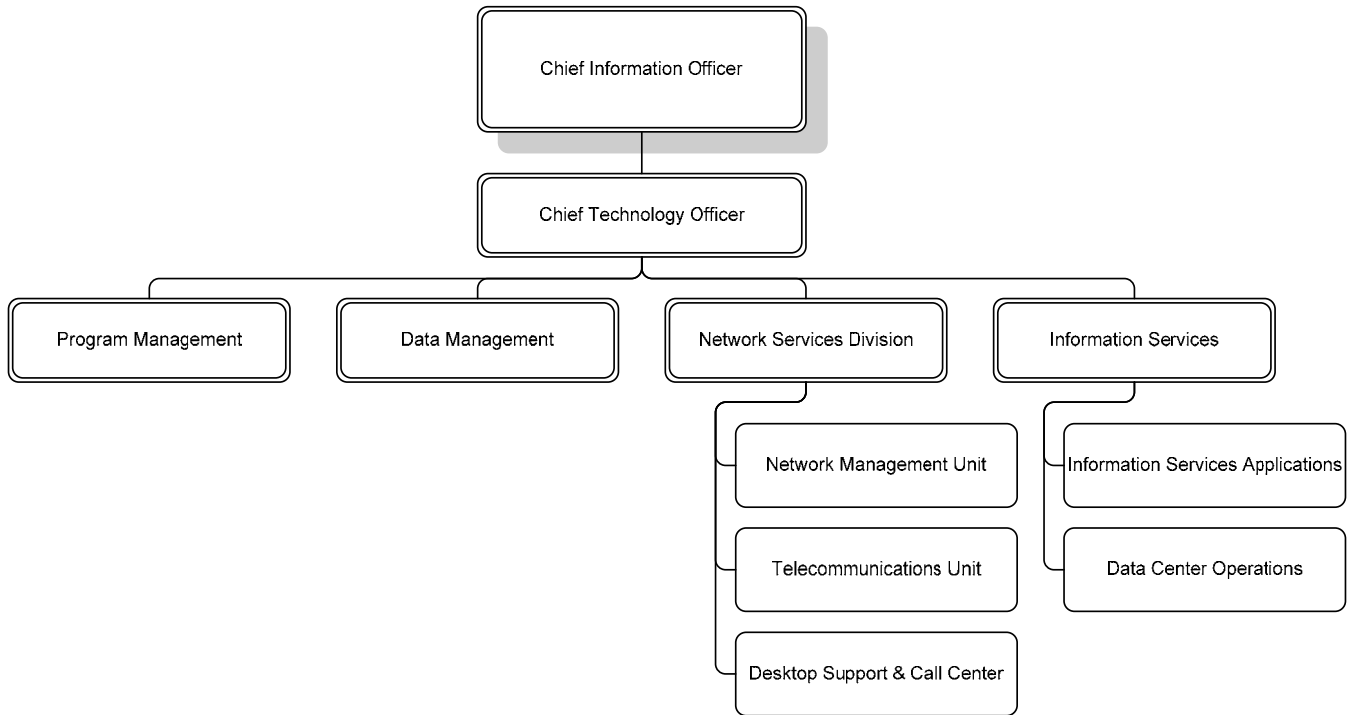 Chief Information Officer
Chief Technology Officer
Program Management
Data Management
Network Services Division
Information Services
Network Management Unit
Information Services Applications
Telecommunications Unit
Data Center Operations
Desktop Support & Call Center